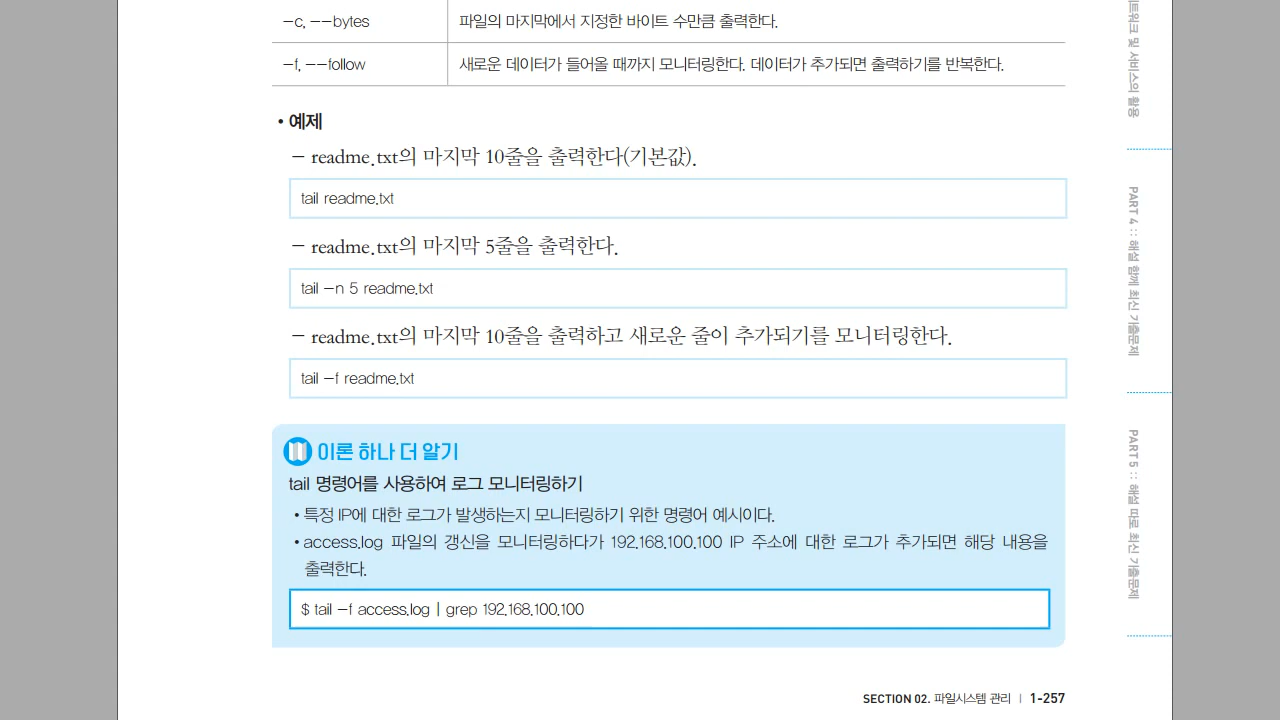 –c, ––bytes 파일의 마지막에서 지정한 바이트 수만큼 출력한다.
–f, ––follow 새로운 데이터가 들어올 때까지 모니터링한다. 데이터가 추가되면 출력하기를 반복한다.
• 예제
– readme.txt의 마지막 10줄을 출력한다(기본값).
tail readme.txt
– readme.txt의 마지막 5줄을 출력한다.
tail –n 5 readme.txt
– readme.txt의 마지막 10줄을 출력하고 새로운 줄이 추가되기를 모니터링한다.
tail –f readme.txt
이론 하나 더 알기
tail 명령어를 사용하여 로그 모니터링하기
• 특정 IP에 대한 로그가 발생하는지 모니터링하기 위한 명령어 예시이다.
• access.log 파일의 갱신을 모니터링하다가 192.168.100.100 IP 주소에 대한 로그가 추가되면 해당 내용을
출력한다.
$ tail –f access.log | grep 192.168.100.100
SECTION 02. 파일시스템 관리 | 1-257
트워크 및 서비스의 활용
PART 4 :: 해설 함께 최신 기출문제
PART 5 :: 해설 따로 최신 기출문제